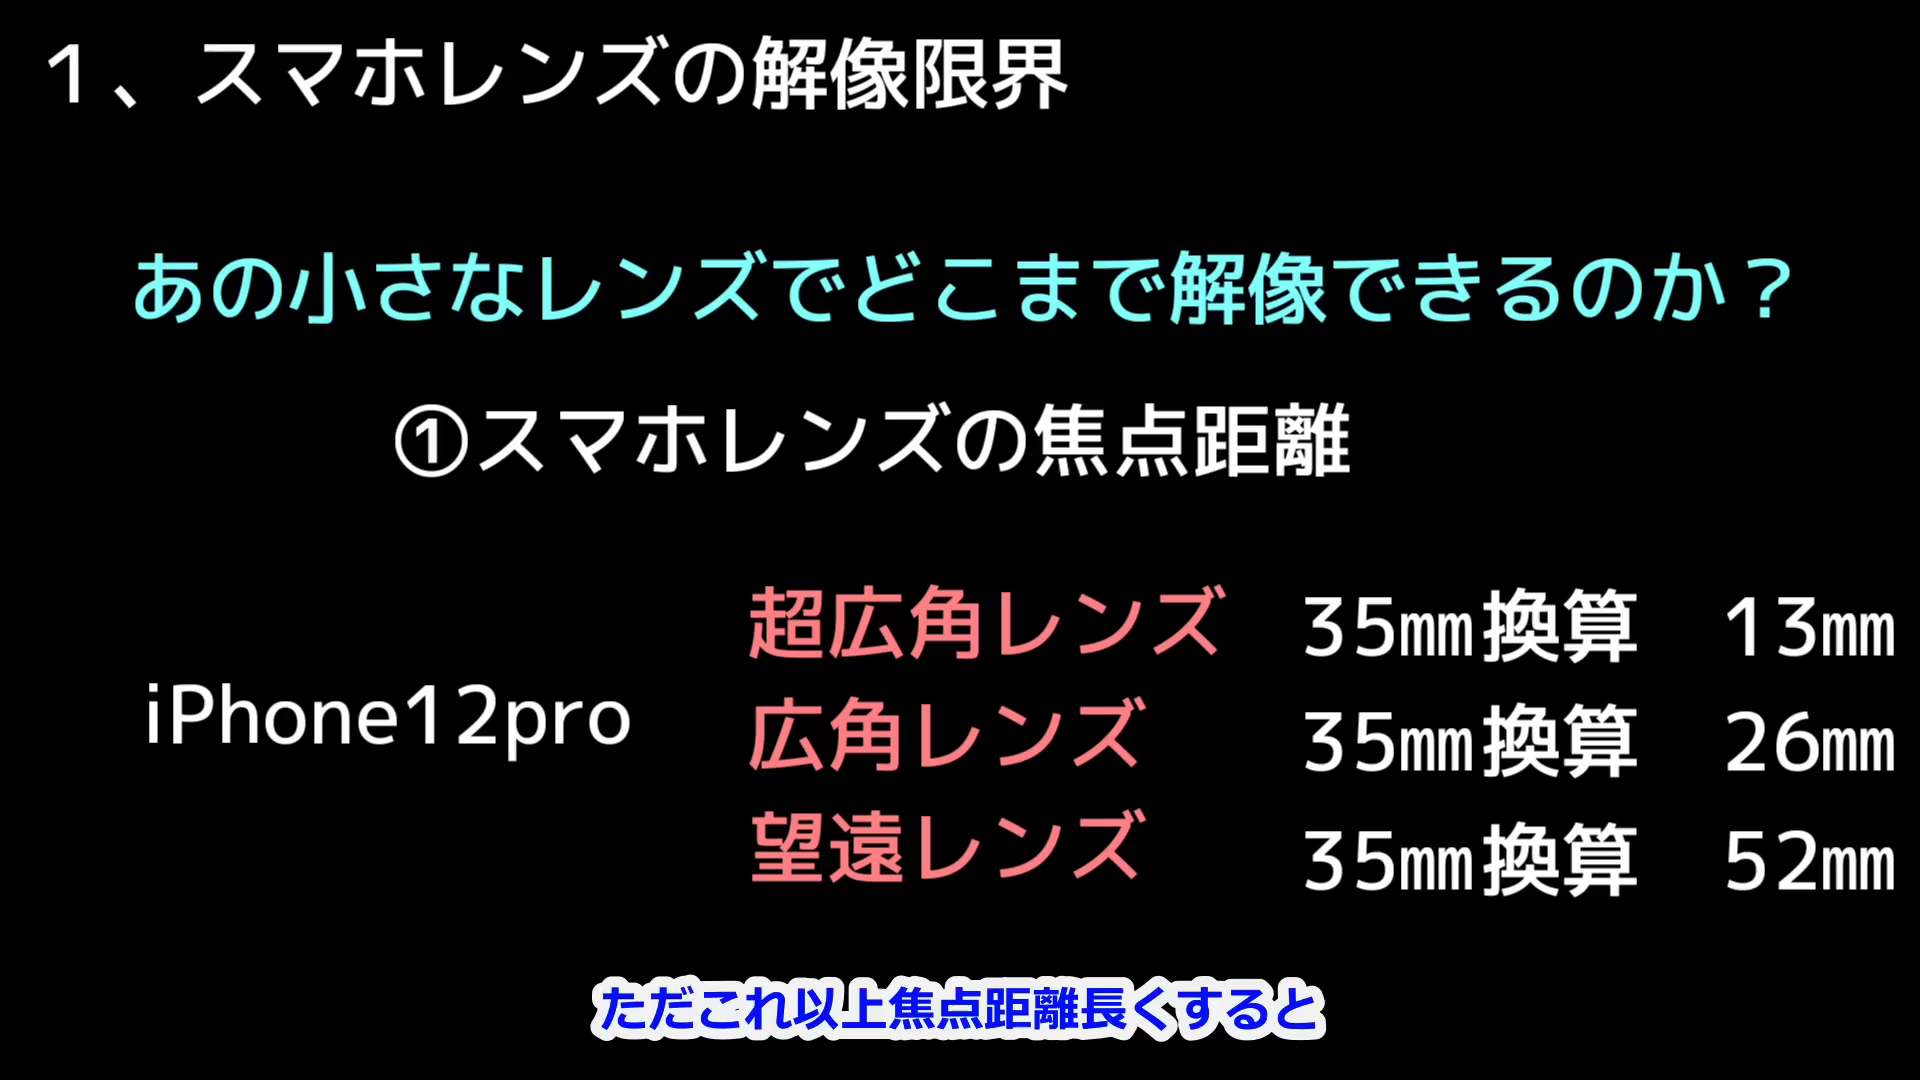 1、スマホレンズの解像限界
あの小さなレンズでどこまで解像できるのか？
①スマホレンズの焦点距離
iPhone12pro
超広角レンズ 35㎜換算 13㎜
広角レンズ 35㎜換算 26㎜
望遠レンズ 35㎜換算 52㎜
ただこれ以上焦点距離長くすると